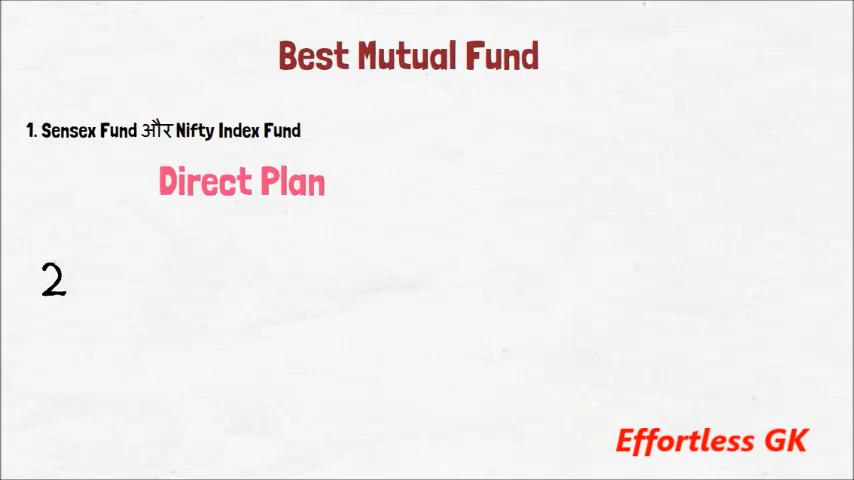 Best Mutual Fund
1. Sensex Fund और Nifty Index Fund
Direct Plan
2
Effortless GK